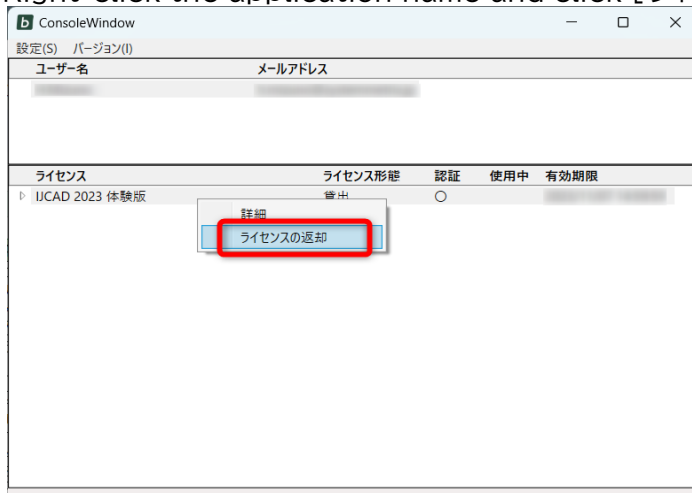 Right-click the application name and click [
ConsoleWindow
設定(S) バージョン(I)
ユーザー名 メールアドレス
ライセンス ライセンス形態 認証 使用中 有効期限
IJCAD 2023 体験版 貸出 ○
詳細
ライセンスの返却